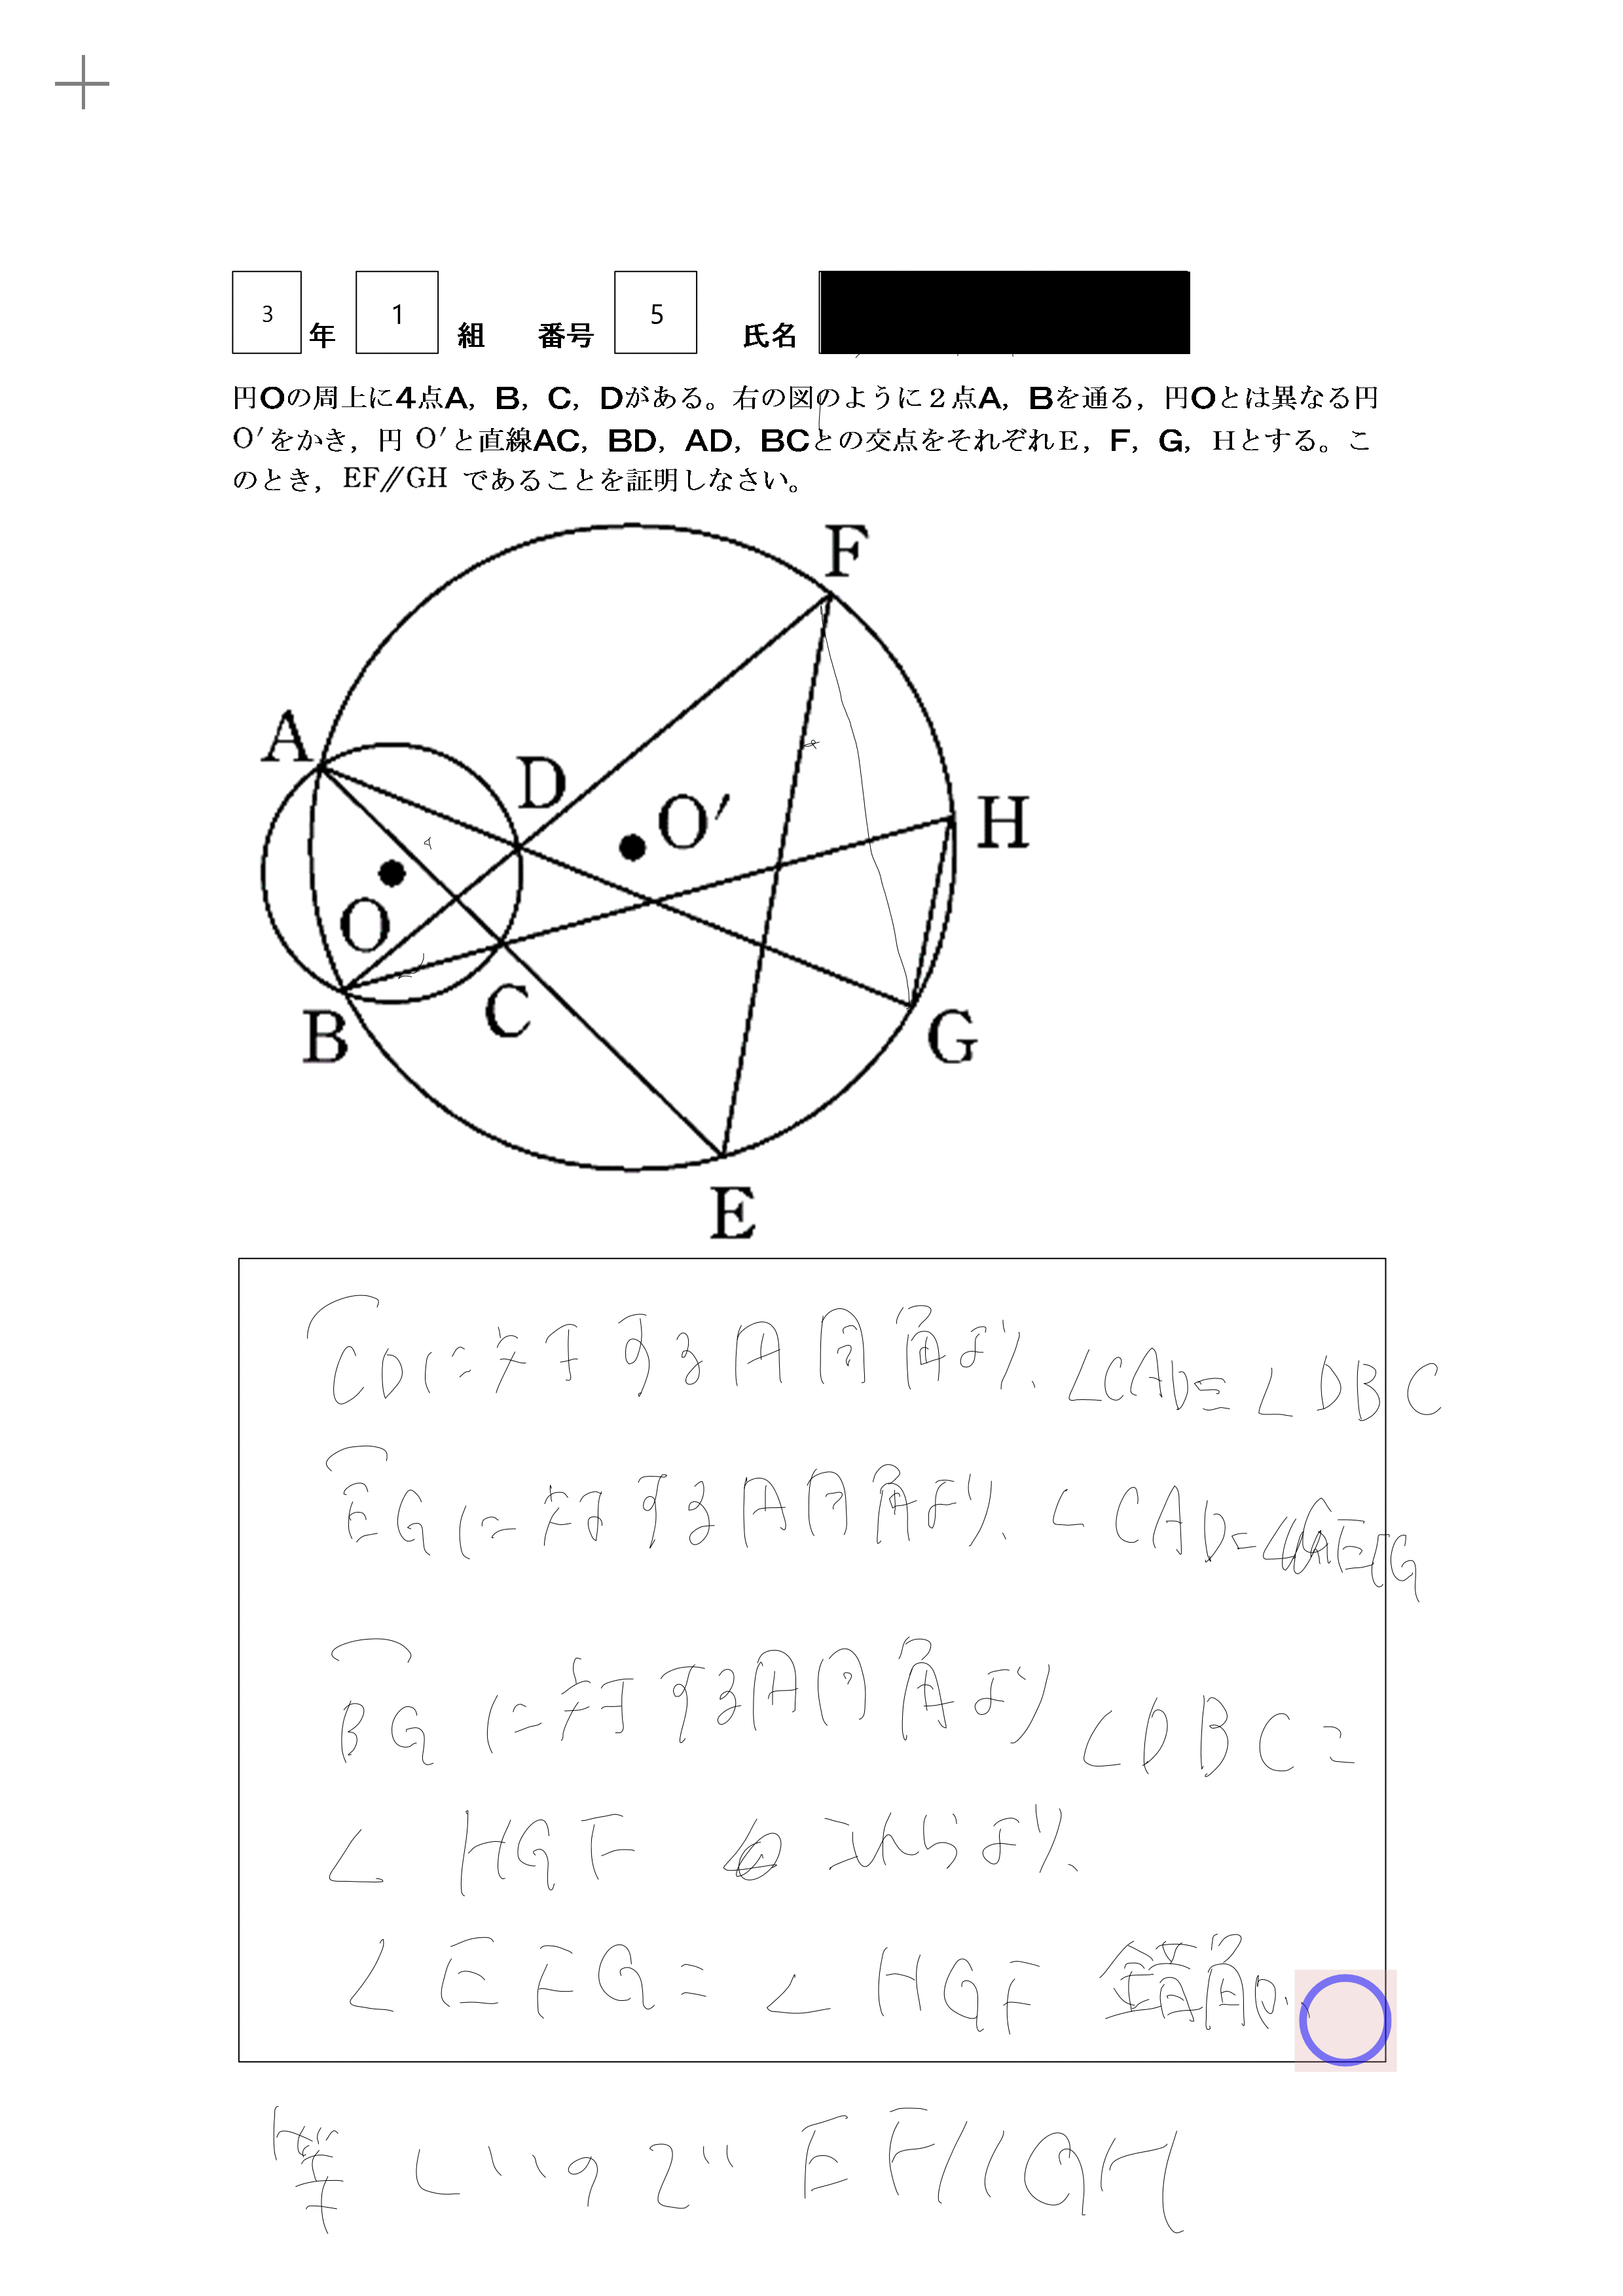 3 年 1 組 番号 5 氏名
円Oの周上に4点A，B，C，Dがある。右の図のように２点A，Bを通る，円Oとは異なる円
O′をかき，円 O′と直線AC，BD，AD，BCとの交点をそれぞれE，F，G，Hとする。こ
のとき，EF⫽GH であることを証明しなさい。
F
A
D
O′
H
O
B
C
G
E
CDに対する円周角より、∠CAD=∠DBC
EGに対する円周角より、∠CAD=∠EFG
BGに対する円周角より ∠DBC=
∠HGF これらより、
∠EFG=∠HGF 錯角が
等しいので EF//GH